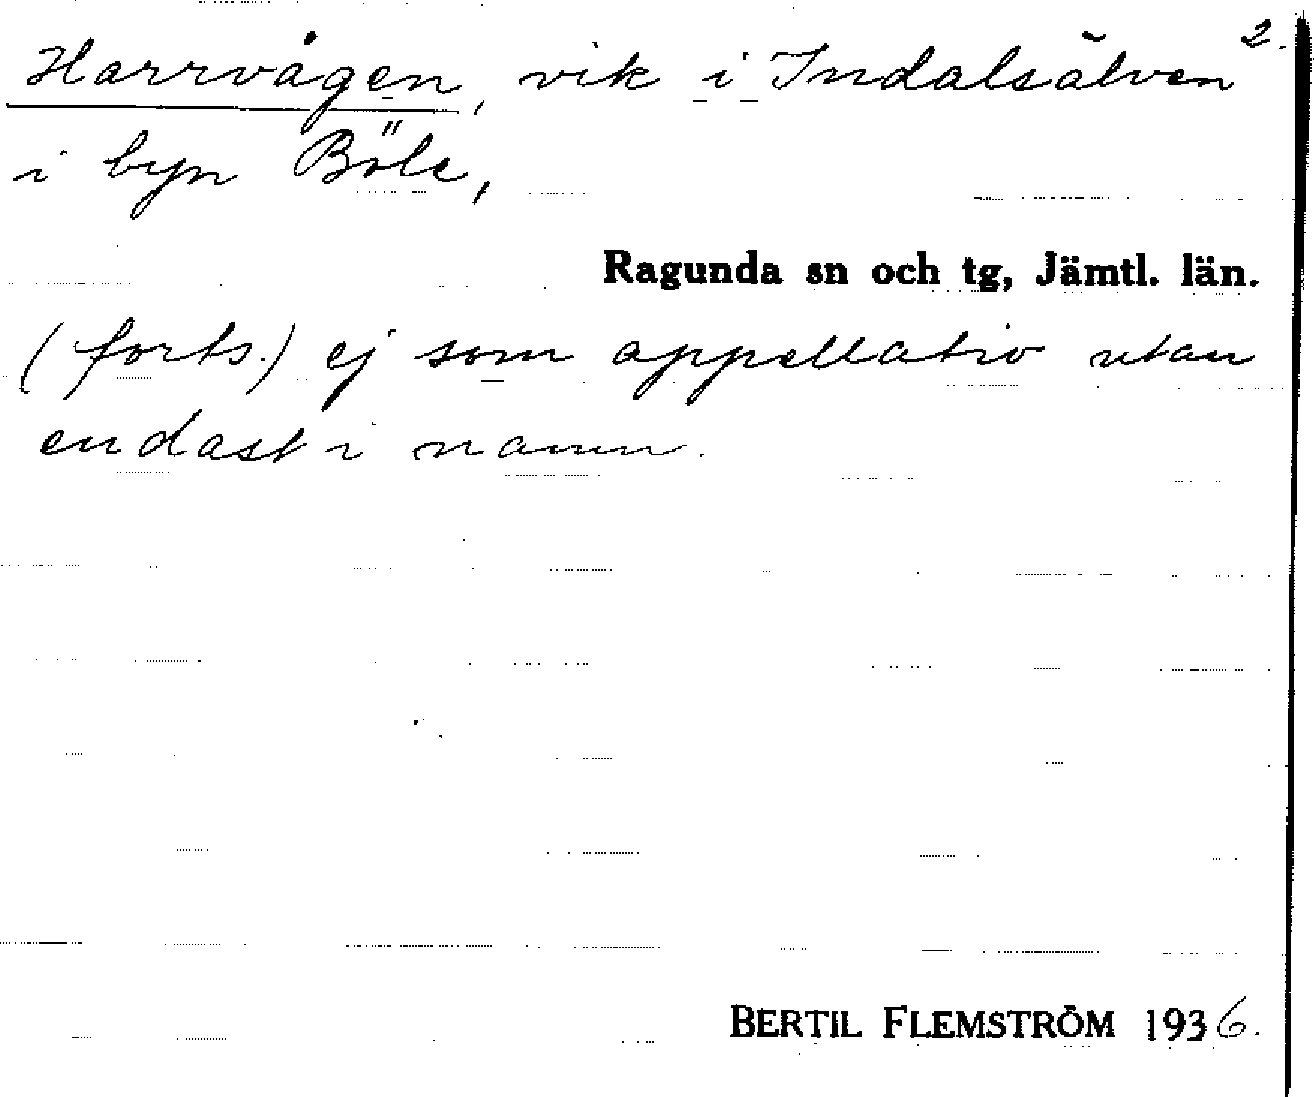 2.
Harrvågen, vik i Indalsälven
i byn Böle,
Ragunda sn och tg, Jämtl. län.
(forts.) ej som appellativ utan
endast i namn.
BERTIL FLEMSTRÖM 1936.